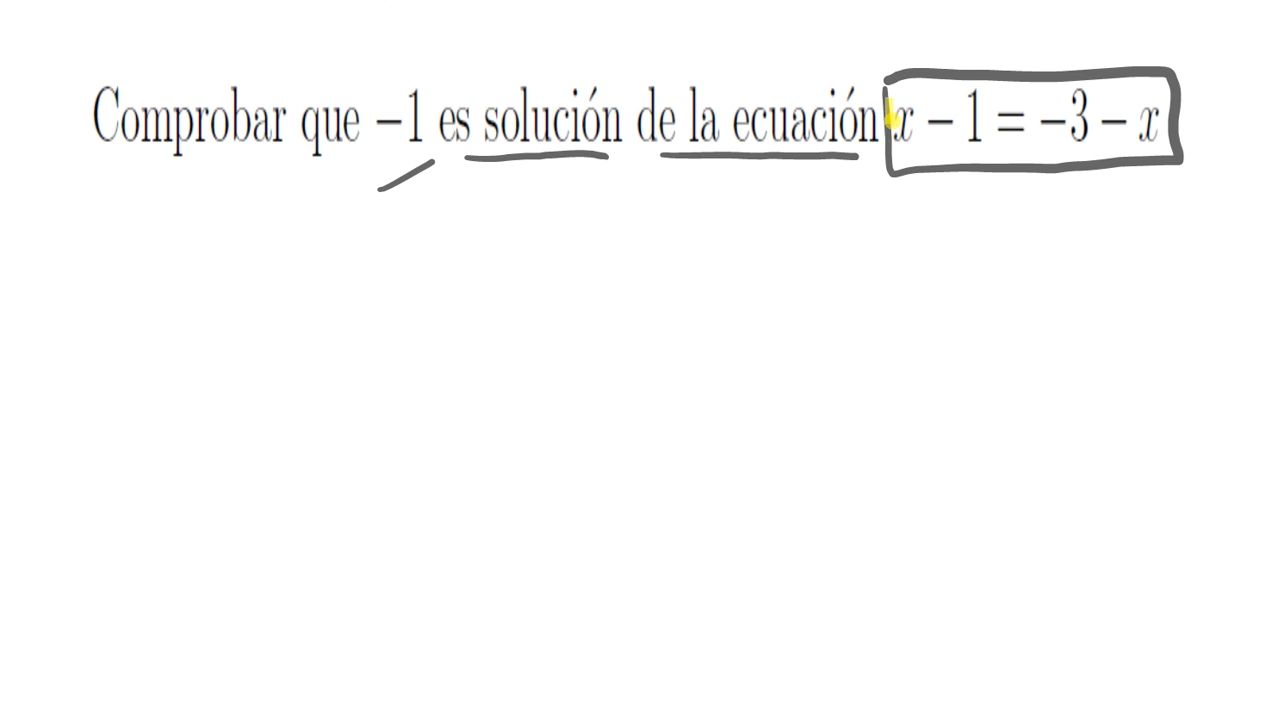 Comprobar que −1 es solución de la ecuación x − 1 = −3 − x